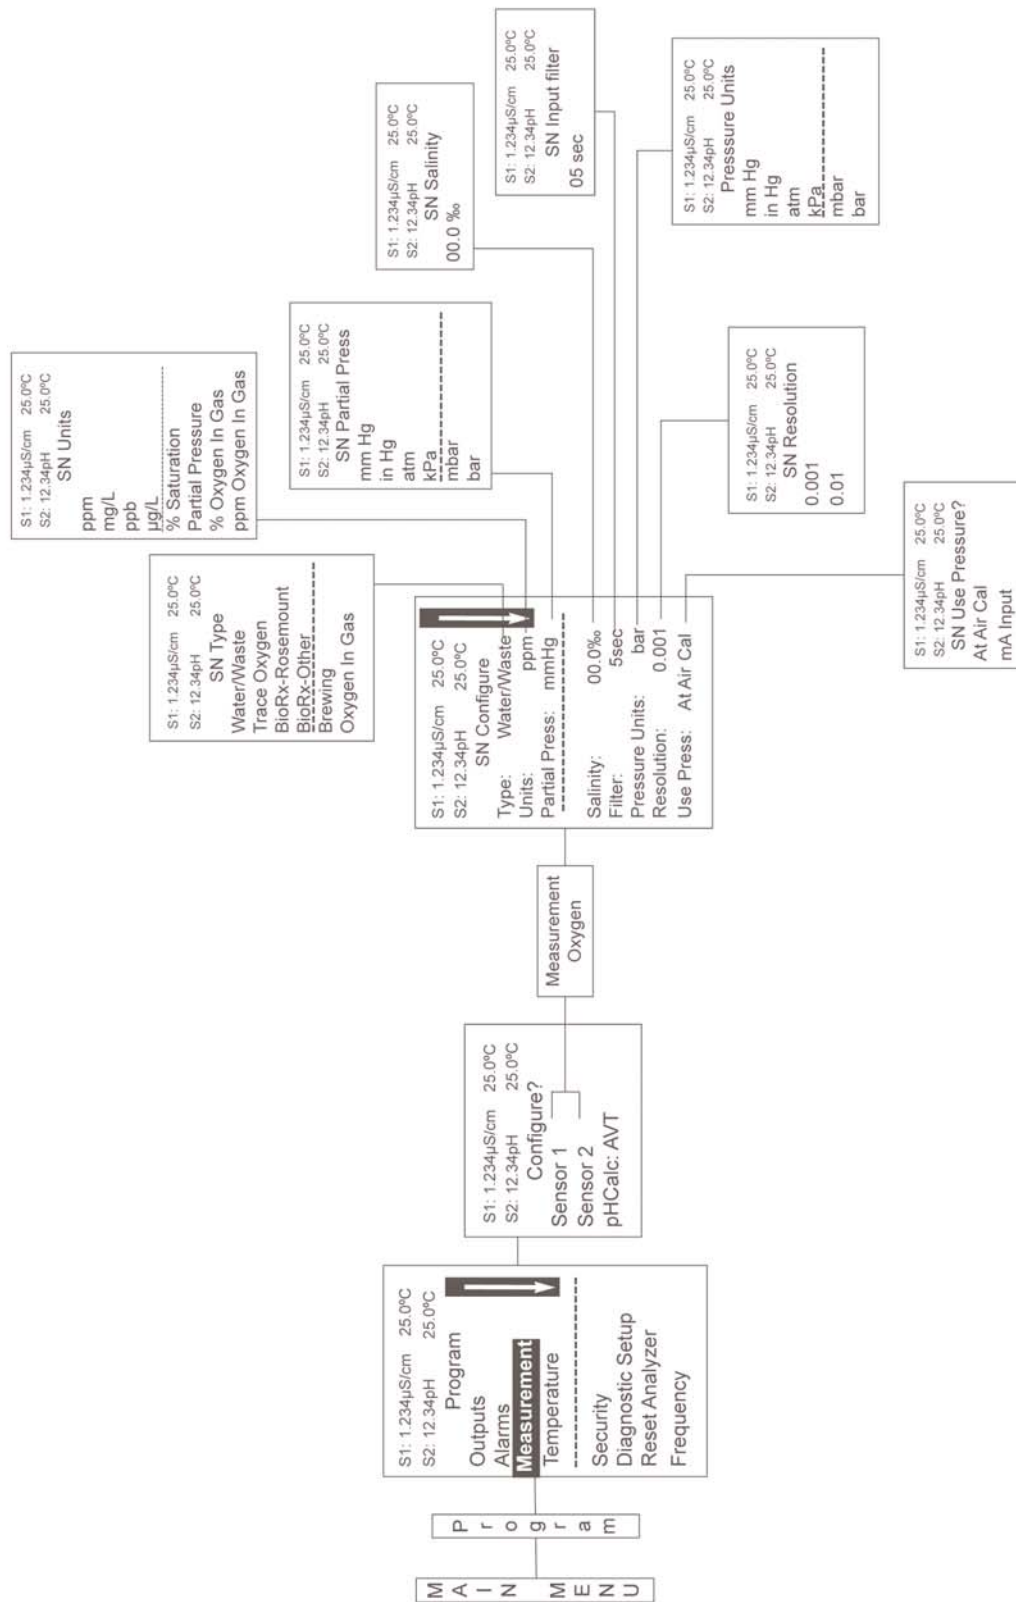 MAIN MENU
Program
S1: 1.234µS/cm 25.0ºC
S2: 12.34pH 25.0ºC
Program
Outputs
Alarms
Measurement
Temperature
Security
Diagnostic Setup
Reset Analyzer
Frequency
S1: 1.234µS/cm 25.0ºC
S2: 12.34pH 25.0ºC
Configure?
Sensor 1
Sensor 2
pHCalc: AVT
Measurement
Oxygen
S1: 1.234µS/cm 25.0ºC
S2: 12.34pH 25.0ºC
SN Configure
Type: Water/Waste
Units: ppm
Partial Press: mmHg
Salinity: 00.0‰
Filter: 5sec
Pressure Units: bar
Resolution: 0.001
Use Press: At Air Cal
S1: 1.234µS/cm 25.0ºC
S2: 12.34pH 25.0ºC
SN Type
Water/Waste
Trace Oxygen
BioRx-Rosemount
BioRx-Other
Brewing
Oxygen In Gas
S1: 1.234µS/cm 25.0ºC
S2: 12.34pH 25.0ºC
SN Units
ppm
mg/L
ppb
µg/L
% Saturation
Partial Pressure
% Oxygen In Gas
ppm Oxygen In Gas
S1: 1.234µS/cm 25.0ºC
S2: 12.34pH 25.0ºC
SN Partial Press
mm Hg
in Hg
atm
kPa
mbar
bar
S1: 1.234µS/cm 25.0ºC
S2: 12.34pH 25.0ºC
SN Salinity
00.0 ‰
S1: 1.234µS/cm 25.0ºC
S2: 12.34pH 25.0ºC
SN Input filter
05 sec
S1: 1.234µS/cm 25.0ºC
S2: 12.34pH 25.0ºC
Presssure Units
mm Hg
in Hg
atm
kPa
mbar
bar
S1: 1.234µS/cm 25.0ºC
S2: 12.34pH 25.0ºC
SN Resolution
0.001
0.01
S1: 1.234µS/cm 25.0ºC
S2: 12.34pH 25.0ºC
SN Use Pressure?
At Air Cal
mA Input